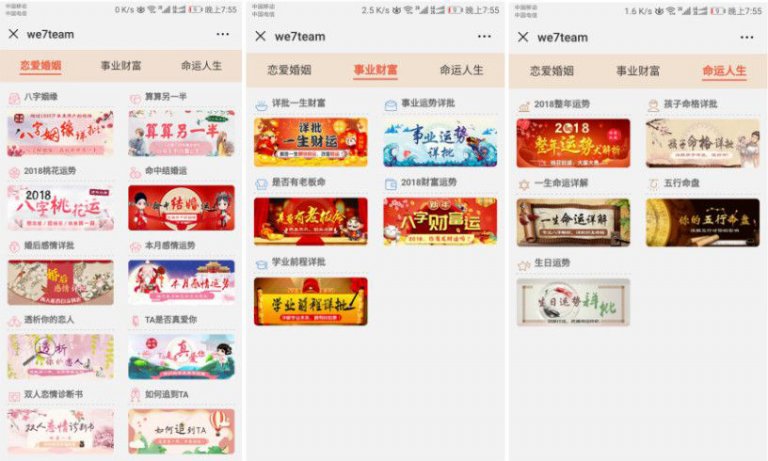 中国移动
中国电信
0 K/s
晚上7:55
we7team
恋爱婚姻 事业财富 命运人生
八字姻缘 算算另一半
八字姻缘
算算另一半
2018桃花运势 命中结婚运
2018
八字桃花运
命中结婚运
婚后感情详批 本月感情运势
婚后
感情详批
本月感情运势
透析你的恋人 TA是否真爱你
透析
你的恋人
TA是否
真爱你
双人恋情诊断书 如何追到TA
双人恋情诊断书
如何追到TA
中国移动
中国电信
2.5 K/s
晚上7:55
we7team
恋爱婚姻 事业财富 命运人生
详批一生财富 事业运势详批
详批
一生财运
事业运势
详批
是否有老板命 2018财富运势
是否有老板命
八字财富运
学业前程详批
学业前程详批
中国移动
中国电信
1.6 K/s
晚上7:55
we7team
恋爱婚姻 事业财富 命运人生
2018整年运势 孩子命格详批
2018
整年运势大解析
孩子命格详批
一生命运详解 五行命盘
一生命运详解
你的五行命盘
生日运势
生日运势 详批